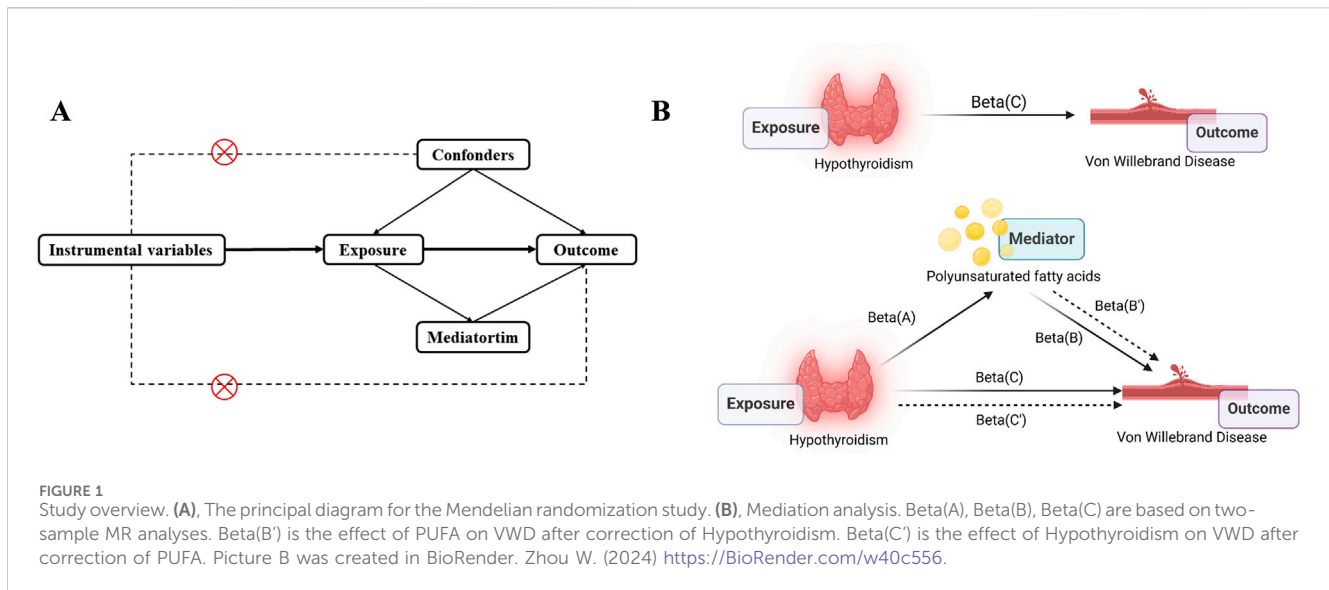 A
Confonders
Instrumental variables
Exposure
Outcome
Mediatortim
B
Exposure
Hypothyroidism
Beta(C)
Outcome
Von Willebrand Disease
Mediator
Polyunsaturated fatty acids
Beta(A)
Beta(B')
Beta(B)
Exposure
Hypothyroidism
Beta(C)
Beta(C')
Outcome
Von Willebrand Disease
FIGURE 1
Study overview. (A), The principal diagram for the Mendelian randomization study. (B), Mediation analysis. Beta(A), Beta(B), Beta(C) are based on two-
sample MR analyses. Beta(B') is the effect of PUFA on VWD after correction of Hypothyroidism. Beta(C') is the effect of Hypothyroidism on VWD after
correction of PUFA. Picture B was created in BioRender. Zhou W. (2024) https://BioRender.com/w40c556.